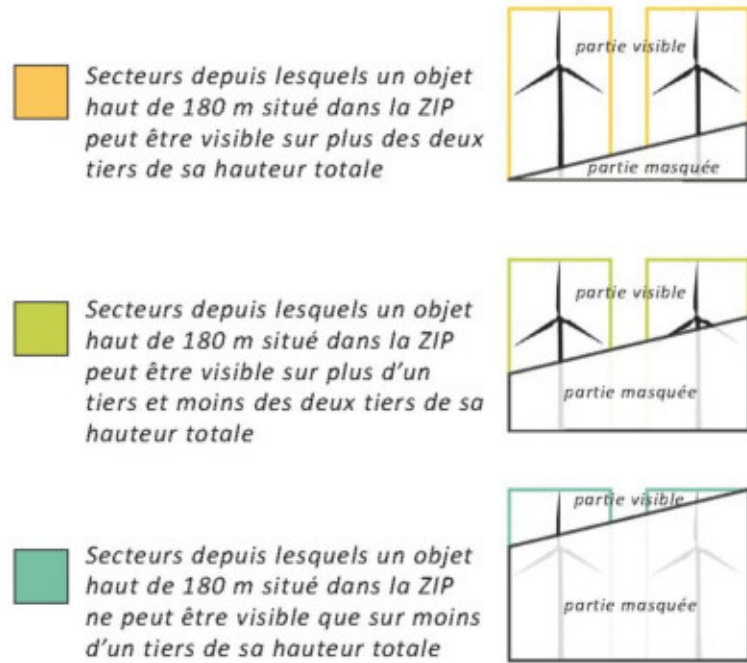 Secteurs depuis lesquels un objet
haut de 180 m situé dans la ZIP
peut être visible sur plus des deux
tiers de sa hauteur totale
partie visible
partie masquée
Secteurs depuis lesquels un objet
haut de 180 m situé dans la ZIP
peut être visible sur plus d'un
tiers et moins des deux tiers de sa
hauteur totale
partie visible
partie masquée
Secteurs depuis lesquels un objet
haut de 180 m situé dans la ZIP
ne peut être visible que sur moins
d'un tiers de sa hauteur totale
partie visible
partie masquée